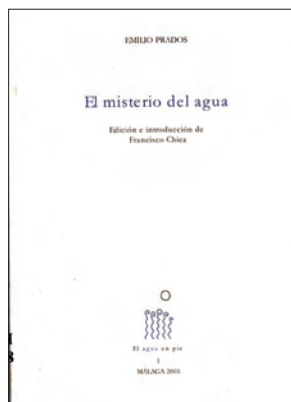 EMILIO PRADOS
El misterio del agua
Edición e introducción de
Francisco Chica
El agua en pie
1
MÁLAGA 2005